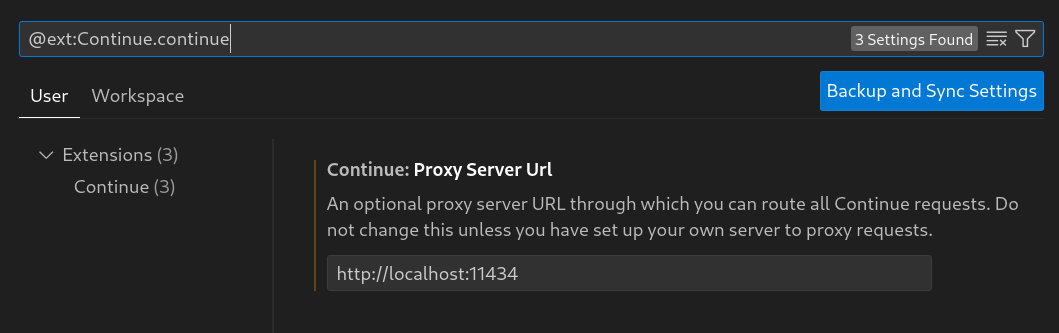 @ext:Continue.continue
3 Settings Found
User Workspace
Backup and Sync Settings
Extensions (3)
Continue (3)
Continue: Proxy Server Url
An optional proxy server URL through which you can route all Continue requests. Do
not change this unless you have set up your own server to proxy requests.
http://localhost:11434